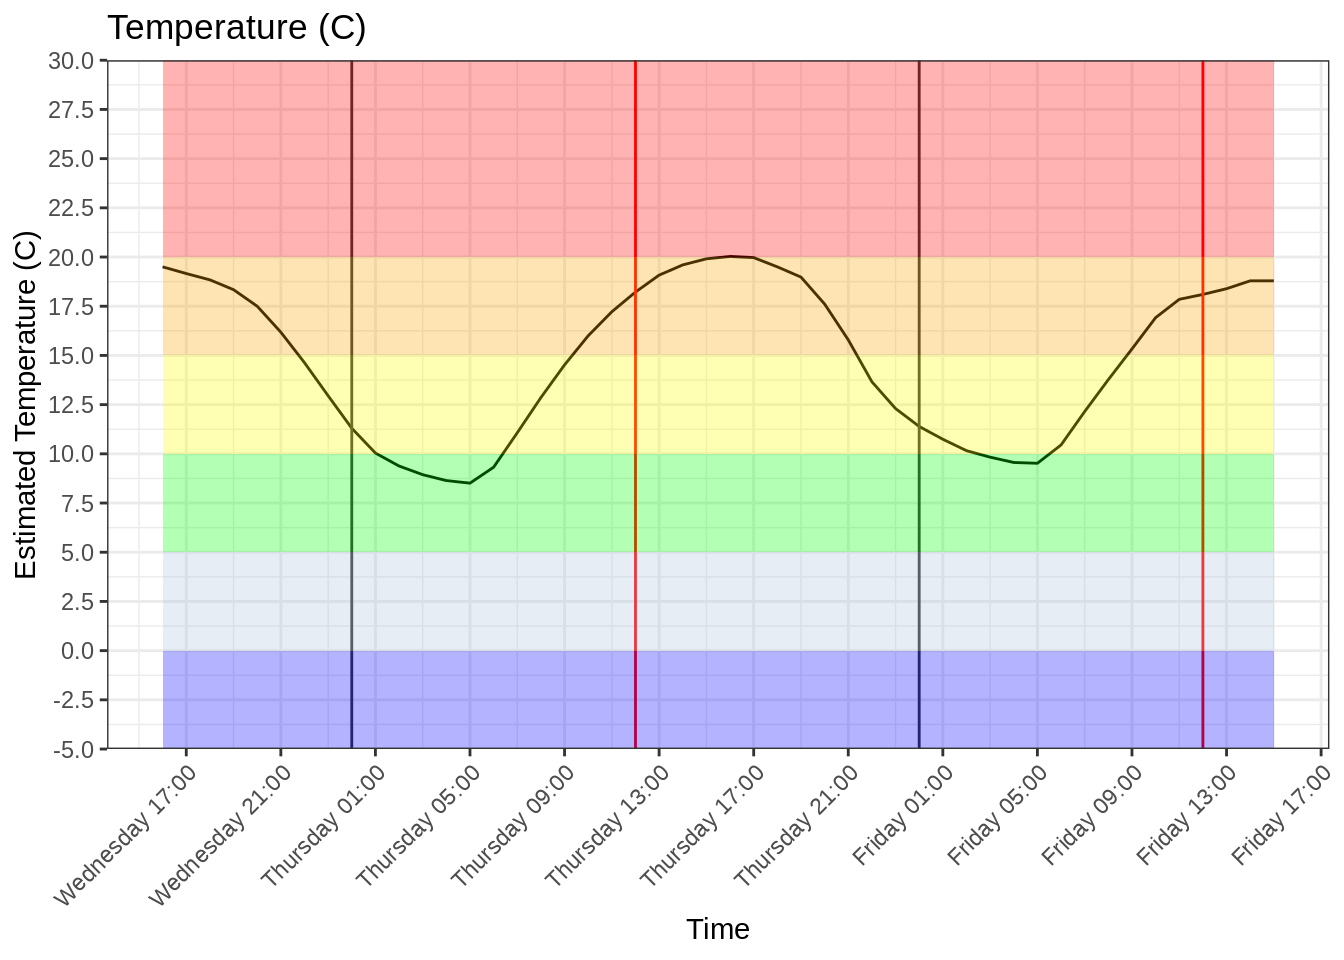 Temperature (C)
Estimated Temperature (C)
30.0
27.5
25.0
22.5
20.0
17.5
15.0
12.5
10.0
7.5
5.0
2.5
0.0
-2.5
-5.0
Wednesday 17:00
Wednesday 21:00
Thursday 01:00
Thursday 05:00
Thursday 09:00
Thursday 13:00
Thursday 17:00
Thursday 21:00
Friday 01:00
Friday 05:00
Friday 09:00
Friday 13:00
Friday 17:00
Time